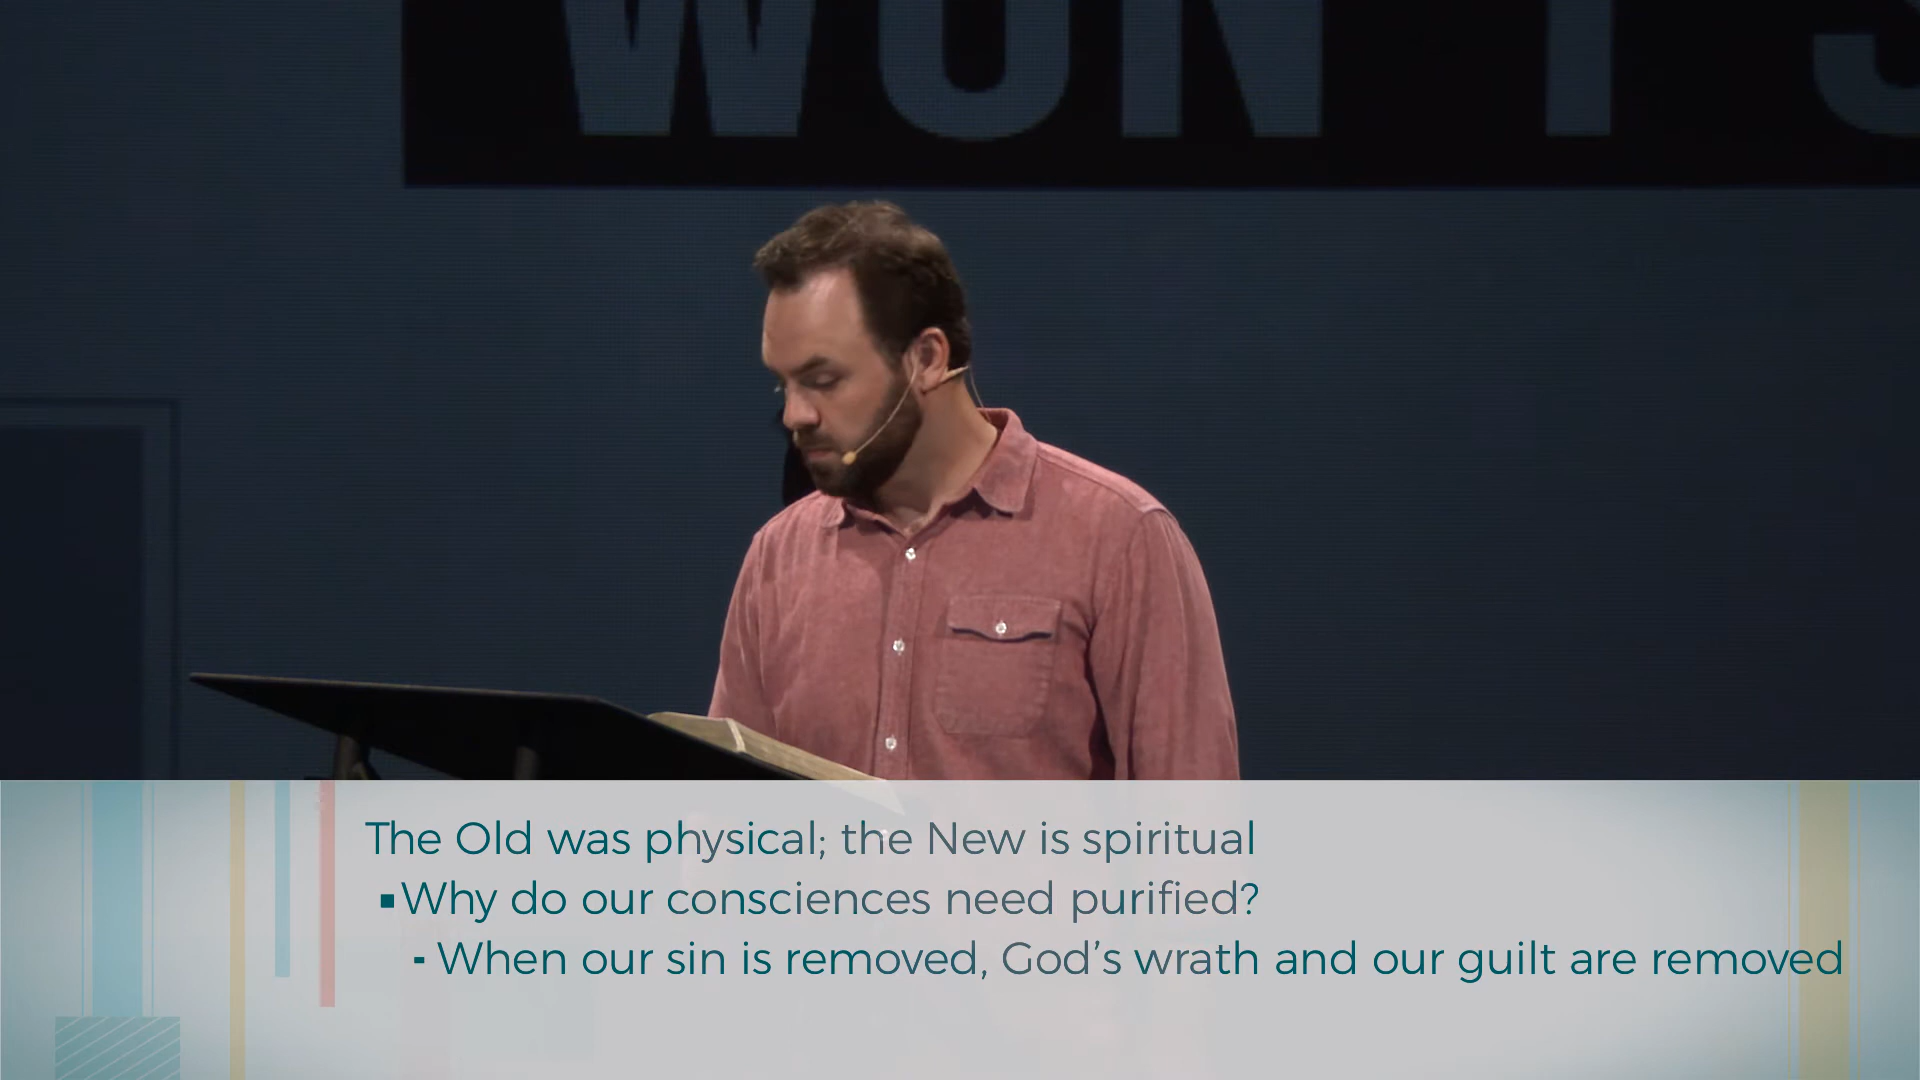 WON'T S
The Old was physical; the New is spiritual
▪Why do our consciences need purified?
- When our sin is removed, God's wrath and our guilt are removed